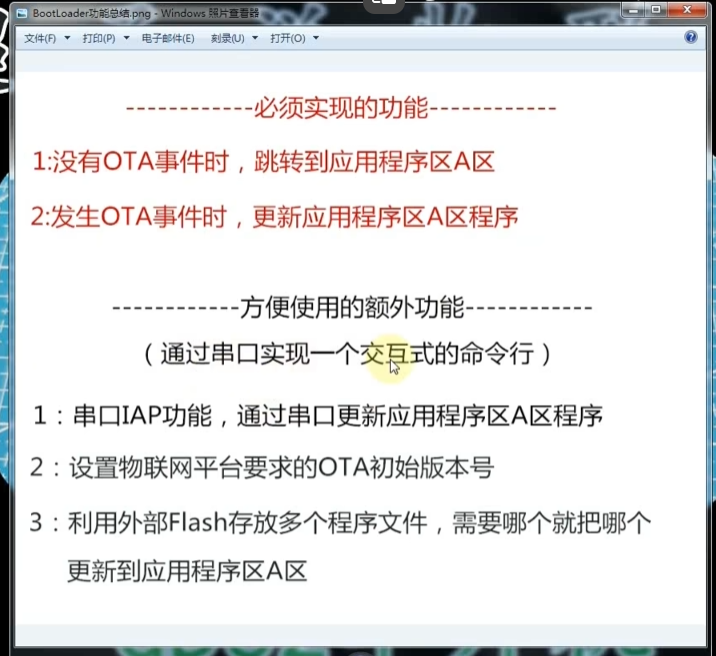 BootLoader功能总结.png - Windows 照片查看器
文件(F) 打印(P) 电子邮件(E) 刻录(U) 打开(O)
------------必须实现的功能------------
1:没有OTA事件时，跳转到应用程序区A区
2:发生OTA事件时，更新应用程序区A区程序
------------方便使用的额外功能------------
（通过串口实现一个交互式的命令行）
1：串口IAP功能，通过串口更新应用程序区A区程序
2：设置物联网平台要求的OTA初始版本号
3：利用外部Flash存放多个程序文件，需要哪个就把哪个
更新到应用程序区A区